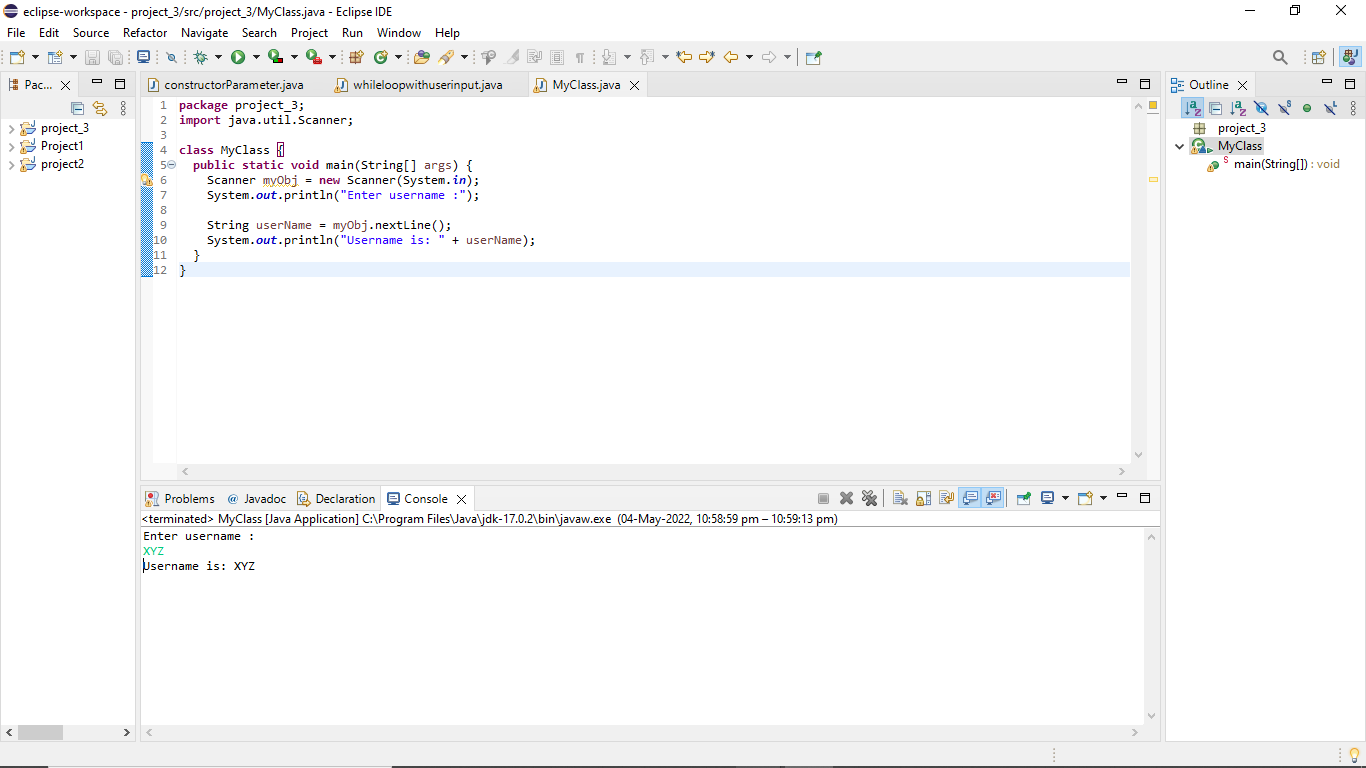 eclipse-workspace - project_3/src/project_3/MyClass.java - Eclipse IDE
File Edit Source Refactor Navigate Search Project Run Window Help
Pac...
project_3
Project1
project2
constructorParameter.java whileloopwithuserinput.java MyClass.java
1 package project_3;
2 import java.util.Scanner;
3
4 class MyClass {
5 public static void main(String[] args) {
6 Scanner myObj = new Scanner(System.in);
7 System.out.println("Enter username :");
8
9 String userName = myObj.nextLine();
10 System.out.println("Username is: " + userName);
11 }
12 }
Outline
project_3
MyClass
main(String[]) : void
Problems @ Javadoc Declaration Console
<terminated> MyClass [Java Application] C:\Program Files\Java\jdk-17.0.2\bin\javaw.exe (04-May-2022, 10:58:59 pm – 10:59:13 pm)
Enter username :
XYZ
Username is: XYZ